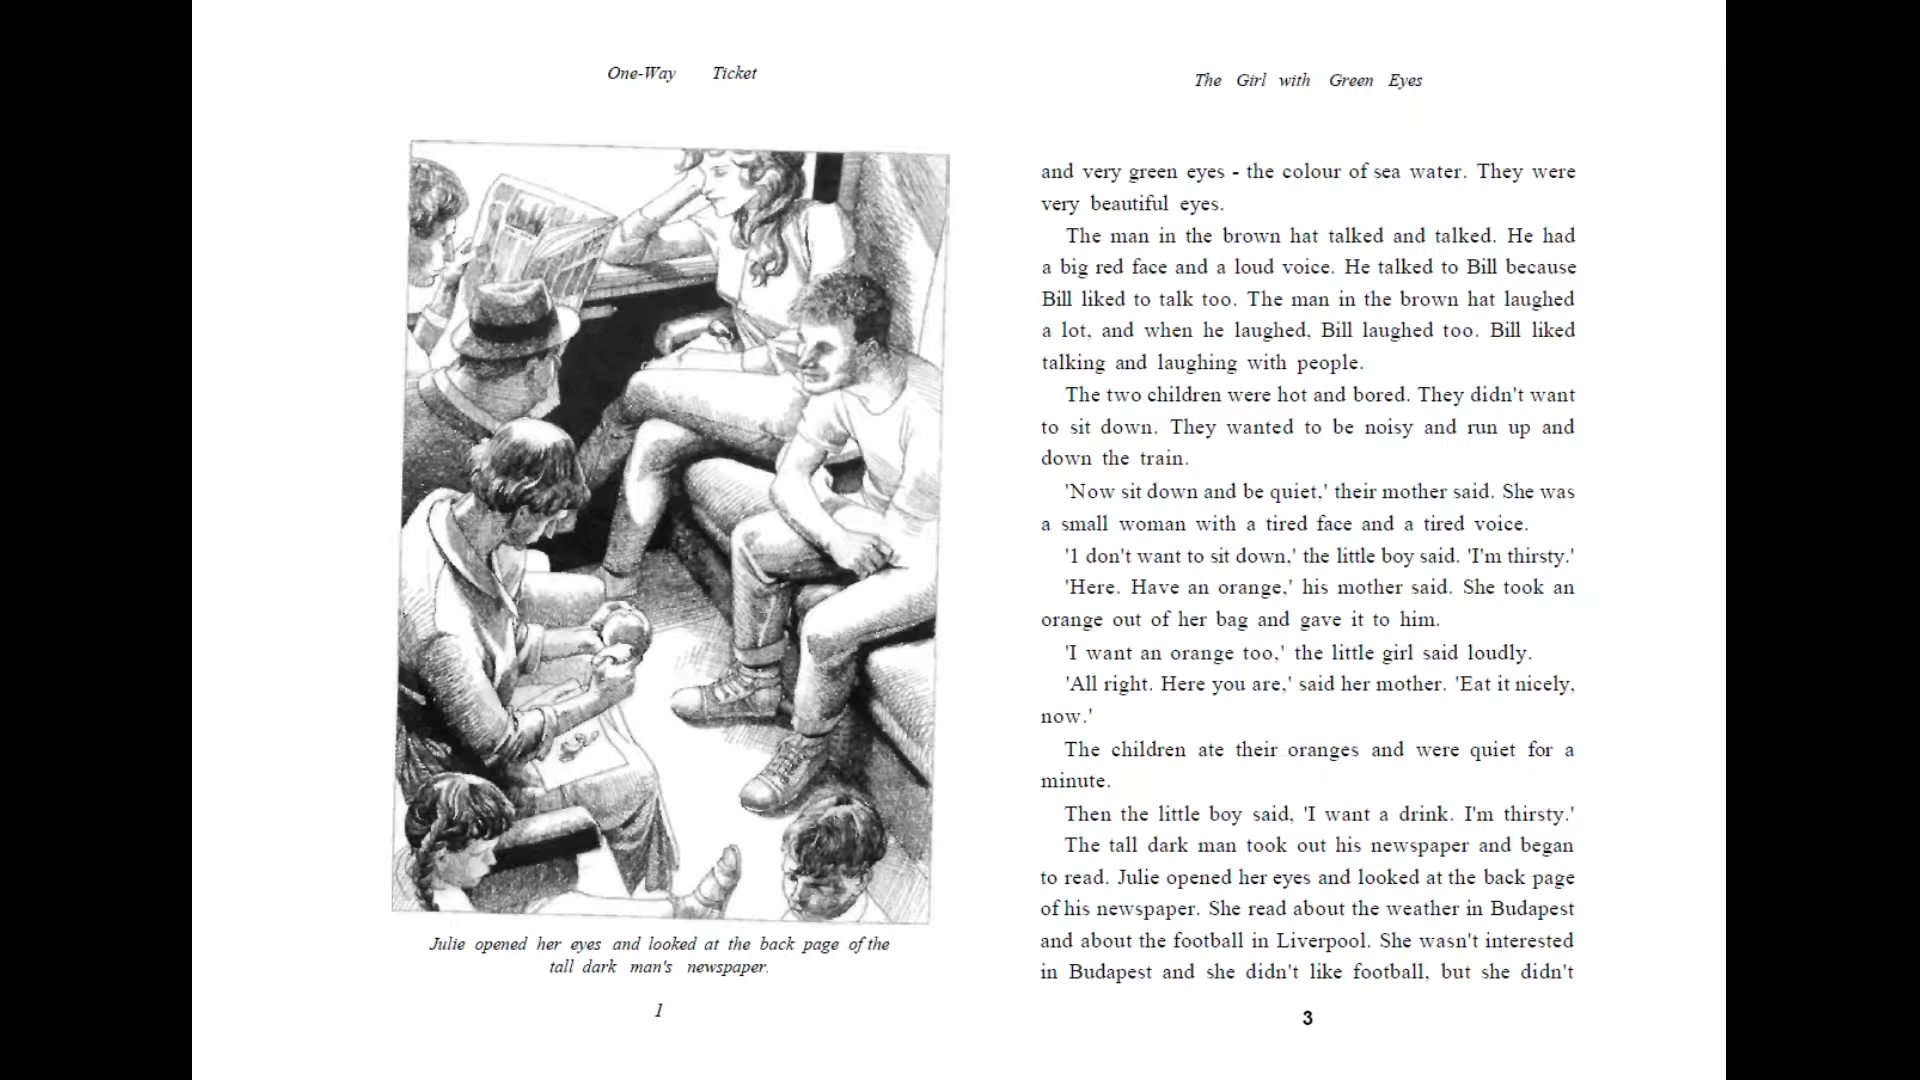 One-Way Ticket
Julie opened her eyes and looked at the back page of the
tall dark man's newspaper.
1
The Girl with Green Eyes
and very green eyes - the colour of sea water. They were
very beautiful eyes.
The man in the brown hat talked and talked. He had
a big red face and a loud voice. He talked to Bill because
Bill liked to talk too. The man in the brown hat laughed
a lot, and when he laughed, Bill laughed too. Bill liked
talking and laughing with people.
The two children were hot and bored. They didn't want
to sit down. They wanted to be noisy and run up and
down the train.
'Now sit down and be quiet,' their mother said. She was
a small woman with a tired face and a tired voice.
'1 don't want to sit down,' the little boy said. 'I'm thirsty.'
'Here. Have an orange,' his mother said. She took an
orange out of her bag and gave it to him.
'I want an orange too,' the little girl said loudly.
'All right. Here you are,' said her mother. 'Eat it nicely,
now.'
The children ate their oranges and were quiet for a
minute.
Then the little boy said, 'I want a drink. I'm thirsty.'
The tall dark man took out his newspaper and began
to read. Julie opened her eyes and looked at the back page
of his newspaper. She read about the weather in Budapest
and about the football in Liverpool. She wasn't interested
in Budapest and she didn't like football, but she didn't
3